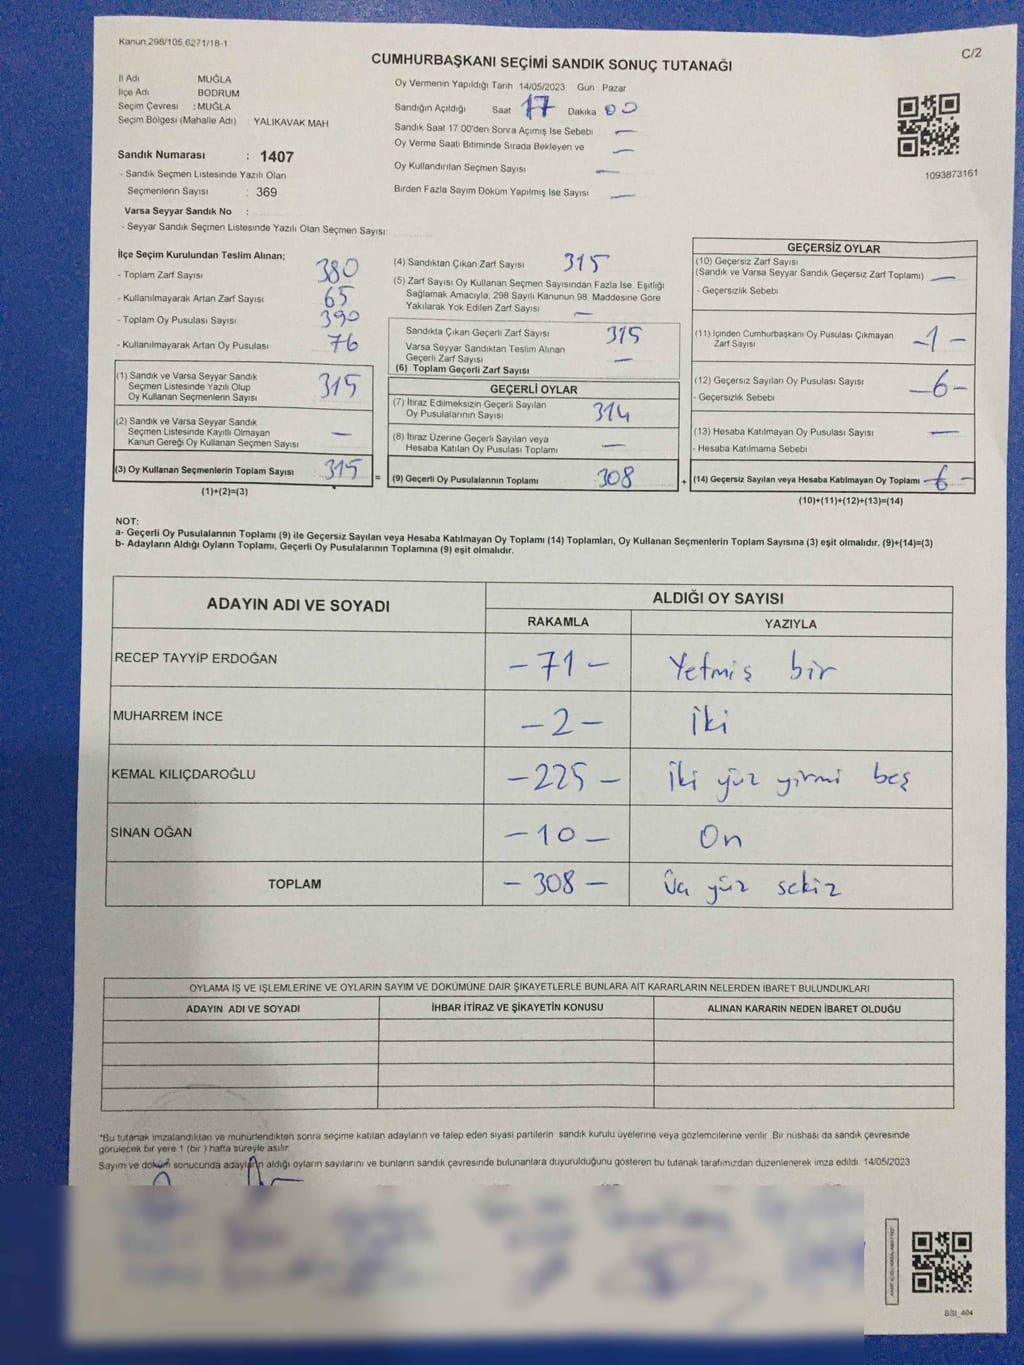 Kanun 298/105,6271/18-1
C/2
CUMHURBAŞKANI SEÇİMİ SANDIK SONUÇ TUTANAĞI
İl Adı MUĞLA
İlçe Adı BODRUM
Seçim Çevresi : MUĞLA
Seçim Bölgesi (Mahalle Adı) : YALIKAVAK MAH
Sandık Numarası : 1407
- Sandık Seçmen Listesinde Yazılı Olan
Seçmenlerin Sayısı : 369
Varsa Seyyar Sandık No :
- Seyyar Sandık Seçmen Listesinde Yazılı Olan Seçmen Sayısı:
Oy Vermenin Yapıldığı Tarih 14/05/2023 Gün Pazar
Sandığın Açıldığı Saat 17 Dakika 00
Sandık Saat 17:00'den Sonra Açımış İse Sebebi —
Oy Verme Saati Bitiminde Sırada Bekleyen ve —
Oy Kullandırılan Seçmen Sayısı —
Birden Fazla Sayım Döküm Yapılmış İse Sayısı —
1093873161
İlçe Seçim Kurulundan Teslim Alınan;
- Toplam Zarf Sayısı 380
- Kullanılmayarak Artan Zarf Sayısı 65
- Toplam Oy Pusulası Sayısı 390
- Kullanılmayarak Artan Oy Pusulası 76
(1) Sandık ve Varsa Seyyar Sandık
Seçmen Listesinde Yazılı Olup
Oy Kullanan Seçmenlerin Sayısı 315
(2) Sandık ve Varsa Seyyar Sandık
Seçmen Listesinde Kayıtlı Olmayan
Kanun Gereği Oy Kullanan Seçmen Sayısı —
(3) Oy Kullanan Seçmenlerin Toplam Sayısı 315
(1)+(2)=(3)
=
(4) Sandıktan Çıkan Zarf Sayısı 315
(5) Zarf Sayısı Oy Kullanan Seçmen Sayısından Fazla İse, Eşitliği
Sağlamak Amacıyla, 298 Sayılı Kanunun 98. Maddesine Göre
Yakılarak Yok Edilen Zarf Sayısı —
Sandıkta Çıkan Geçerli Zarf Sayısı 315
Varsa Seyyar Sandıktan Teslim Alınan
Geçerli Zarf Sayısı —
(6) Toplam Geçerli Zarf Sayısı
GEÇERLİ OYLAR
(7) İtiraz Edilmeksizin Geçerli Sayılan
Oy Pusulalarının Sayısı 314
(8) İtiraz Üzerine Geçerli Sayılan veya
Hesaba Katılan Oy Pusulası Toplamı —
(9) Geçerli Oy Pusulalarının Toplamı 308
+
GEÇERSİZ OYLAR
(10) Geçersiz Zarf Sayısı
(Sandık ve Varsa Seyyar Sandık Geçersiz Zarf Toplamı) —
- Geçersizlik Sebebi
(11) İçinden Cumhurbaşkanı Oy Pusulası Çıkmayan
Zarf Sayısı -1-
(12) Geçersiz Sayılan Oy Pusulası Sayısı -6-
- Geçersizlik Sebebi
(13) Hesaba Katılmayan Oy Pusulası Sayısı —
- Hesaba Katılmama Sebebi
(14) Geçersiz Sayılan veya Hesaba Katılmayan Oy Toplamı -6-
(10)+(11)+(12)+(13)=(14)
NOT:
a- Geçerli Oy Pusulalarının Toplamı (9) ile Geçersiz Sayılan veya Hesaba Katılmayan Oy Toplamı (14) Toplamları, Oy Kullanan Seçmenlerin Toplam Sayısına (3) eşit olmalıdır. (9)+(14)=(3)
b- Adayların Aldığı Oyların Toplamı, Geçerli Oy Pusulalarının Toplamına (9) eşit olmalıdır.
ADAYIN ADI VE SOYADI ALDIĞI OY SAYISI
RAKAMLA YAZIYLA
RECEP TAYYİP ERDOĞAN -71- Yetmiş bir
MUHARREM İNCE -2- İki
KEMAL KILIÇDAROĞLU -225- İki yüz yirmi beş
SİNAN OĞAN -10- On
TOPLAM -308- Üç yüz sekiz
OYLAMA İŞ VE İŞLEMLERİNE VE OYLARIN SAYIM VE DÖKÜMÜNE DAİR ŞİKAYETLERLE BUNLARA AİT KARARLARIN NELERDEN İBARET BULUNDUKLARI
ADAYIN ADI VE SOYADI İHBAR İTİRAZ VE ŞİKAYETİN KONUSU ALINAN KARARIN NEDEN İBARET OLDUĞU
*Bu tutanak imzalandıktan ve mühürlendikten sonra seçime katılan adayların ve talep eden siyasi partilerin sandık kurulu üyelerine veya gözlemcilerine verilir. Bir nüshası da sandık çevresinde
görülecek bir yere 1 (bir) hafta süreyle asılır.
Sayım ve döküm sonucunda adayların aldığı oyların sayılarını ve bunların sandık çevresinde bulunanlara duyurulduğunu gösteren bu tutanak tarafımızdan düzenlenerek imza edildi. 14/05/2023